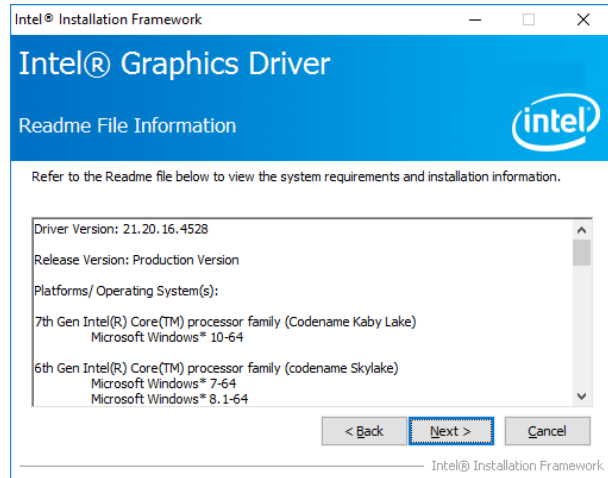 Intel® Installation Framework
Intel® Graphics Driver
Readme File Information
intel
Refer to the Readme file below to view the system requirements and installation information.
Driver Version: 21.20.16.4528
Release Version: Production Version
Platforms/ Operating System(s):
7th Gen Intel(R) Core(TM) processor family (Codename Kaby Lake)
Microsoft Windows* 10-64
6th Gen Intel(R) Core(TM) processor family (codename Skylake)
Microsoft Windows* 7-64
Microsoft Windows* 8.1-64
< Back Next > Cancel
Intel® Installation Framework